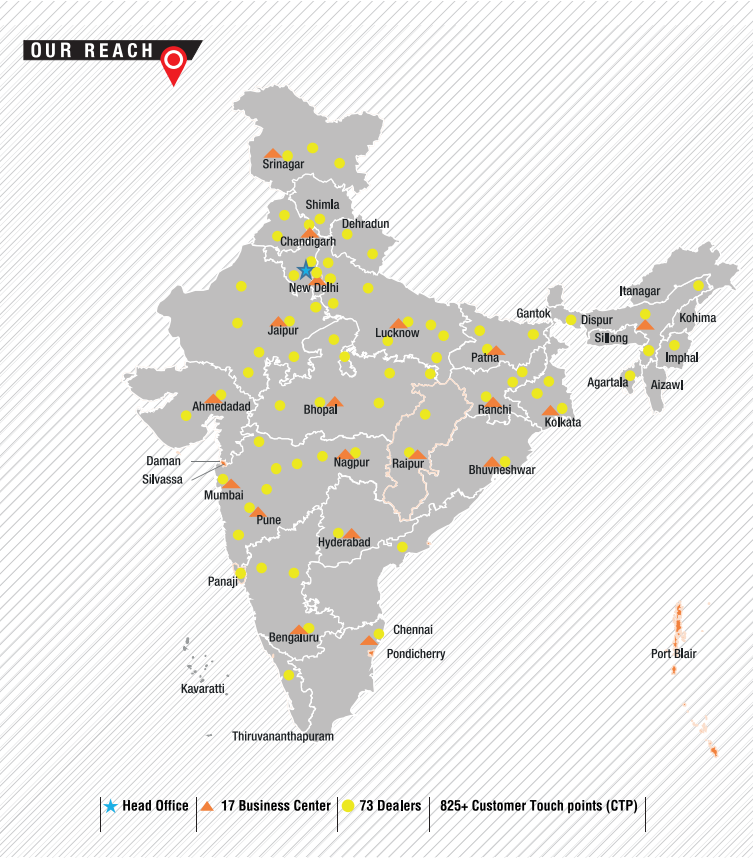 OUR REACH
Srinagar
Shimla
Dehradun
Chandigarh
New Delhi
Itanagar
Gantok
Dispur
Kohima
Jaipur
Lucknow
Imphal
Patna
Agartala
Aizawl
Ahmedadad
Bhopal
Ranchi
Kolkata
Daman
Nagpur
Raipur
Bhuvneshwar
Silvassa
Mumbai
Pune
Hyderabad
Panaji
Chennai
Bengaluru
Pondicherry
Port Blair
Kavaratti
Thiruvananthapuram
Head Office
17 Business Center
73 Dealers
825+ Customer Touch points (CTP)